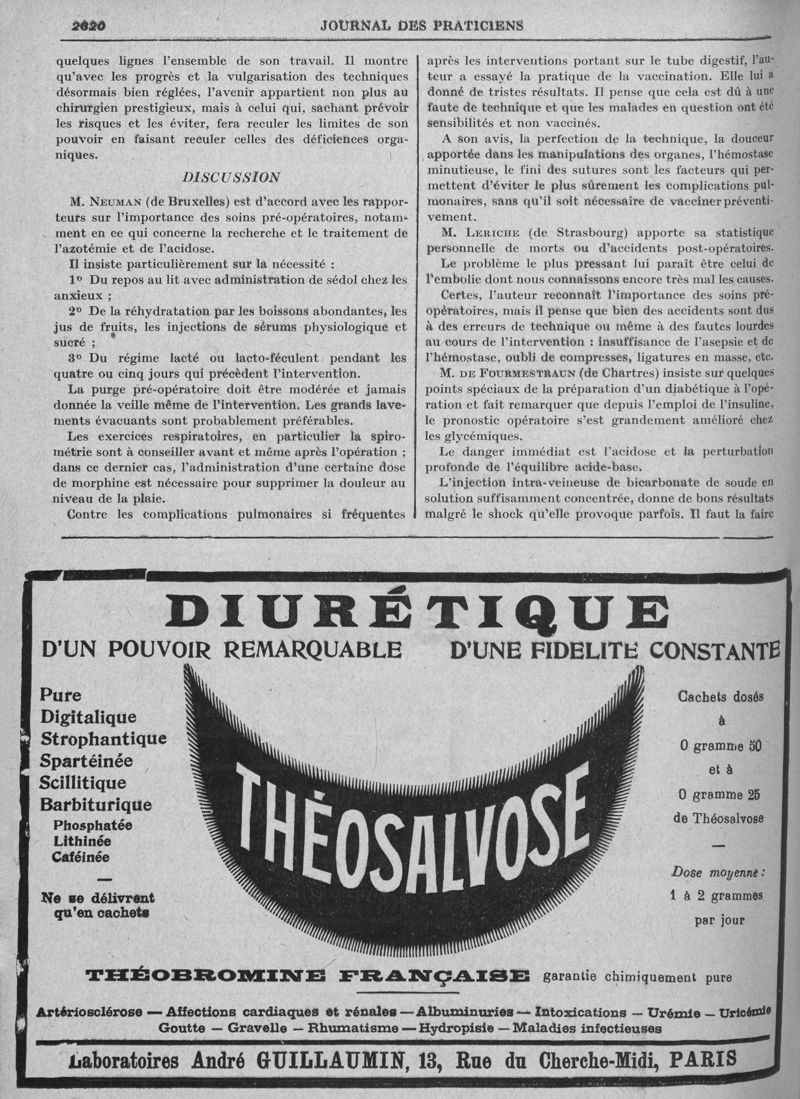 2620
JOURNAL DES PRATICIENS
quelques lignes l'ensemble de son travail. Il montre
qu'avec les progrès et la vulgarisation des techniques
désormais bien réglées, l'avenir appartient non plus au
chirurgien prestigieux, mais à celui qui, sachant prévoir
les risques et les éviter, fera reculer les limites de son
pouvoir en faisant reculer celles des déficiences orga-
niques.
DISCUSSION
M. NEUMAN (de Bruxelles) est d'accord avec les rappor-
teurs sur l'importance des soins pré-opératoires, notam-
ment en ce qui concerne la recherche et le traitement de
l'azotémie et de l'acidose.
Il insiste particulièrement sur la nécessité :
1º Du repos au lit avec administration de sédol chez les
anxieux ;
2º De la réhydratation par les boissons abondantes, les
jus de fruits, les injections de sérums physiologique et
sucré ;
3º Du régime lacté ou lacto-féculent pendant les
quatre ou cinq jours qui précèdent l'intervention.
La purge pré-opératoire doit être modérée et jamais
donnée la veille même de l'intervention. Les grands lave-
ments évacuants sont probablement préférables.
Les exercices respiratoires, en particulier la spiro-
métrie sont à conseiller avant et même après l'opération ;
dans ce dernier cas, l'administration d'une certaine dose
de morphine est nécessaire pour supprimer la douleur au
niveau de la plaie.
Contre les complications pulmonaires si fréquentes
après les interventions portant sur le tube digestif, l'au-
teur a essayé la pratique de la vaccination. Elle lui a
donné de tristes résultats. Il pense que cela est dû à une
faute de technique et que les malades en question ont été
sensibilités et non vaccinés.
A son avis, la perfection de la technique, la douceur
apportée dans les manipulations des organes, l'hémostase
minutieuse, le fini des sutures sont les facteurs qui per-
mettent d'éviter le plus sûrement les complications pul-
monaires, sans qu'il soit nécessaire de vacciner préventi-
vement.
M. LERICHE (de Strasbourg) apporte sa statistique
personnelle de morts ou d'accidents post-opératoires.
Le problème le plus pressant lui paraît être celui de
l'embolie dont nous connaissons encore très mal les causes.
Certes, l'auteur reconnaît l'importance des soins pré-
opératoires, mais il pense que bien des accidents sont dus
à des erreurs de technique ou même à des fautes lourdes
au cours de l'intervention : insuffisance de l'asepsie et de
l'hémostase, oubli de compresses, ligatures en masse, etc.
M. DE FOURMESTRAUN (de Chartres) insiste sur quelques
points spéciaux de la préparation d'un diabétique à l'opé-
ration et fait remarquer que depuis l'emploi de l'insuline,
le pronostic opératoire s'est grandement amélioré chez
les glycémiques.
Le danger immédiat est l'acidose et la perturbation
profonde de l'équilibre acide-base.
L'injection intra-veineuse de bicarbonate de soude en
solution suffisamment concentrée, donne de bons résultats
malgré le shock qu'elle provoque parfois. Il faut la faire
DIURÉTIQUE
D'UN POUVOIR REMARQUABLE D'UNE FIDELITÉ CONSTANTE
Pure
Digitalique
Strophantique
Spartéinée
Scillitique
Barbiturique
Phosphatée
Lithinée
Caféinée
Ne se délivrent
qu'en cachets
THÉOSALVOSE
Cachets dosés
à
0 gramme 50
et à
0 gramme 25
de Théosalvose
Dose moyenne :
1 à 2 grammes
par jour
THÉOBROMINE FRANÇAISE garantie chimiquement pure
Artériosclérose — Affections cardiaques et rénales — Albuminuries — Intoxications — Urémie — Uricémie
Goutte — Gravelle — Rhumatisme — Hydropisie — Maladies infectieuses
Laboratoires André GUILLAUMIN, 13, Rue du Cherche-Midi, PARIS